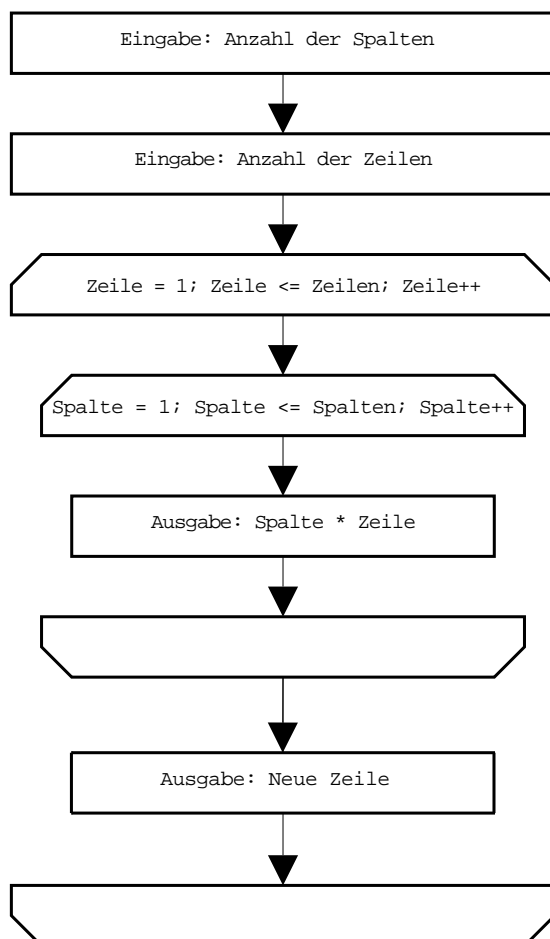 Eingabe: Anzahl der Spalten
Eingabe: Anzahl der Zeilen
Zeile = 1; Zeile <= Zeilen; Zeile++
Spalte = 1; Spalte <= Spalten; Spalte++
Ausgabe: Spalte * Zeile
Ausgabe: Neue Zeile